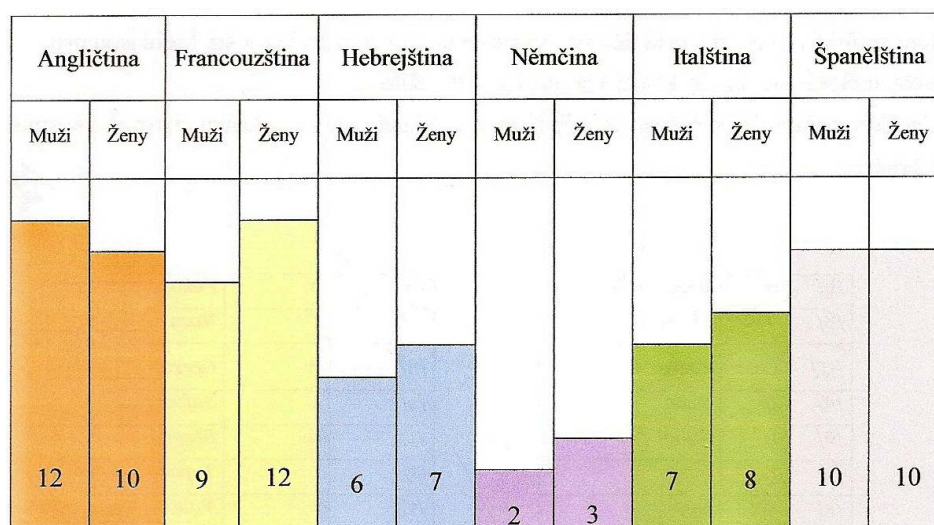 Angličtina Francouzština Hebrejština Němčina Italština Španělština
Muži Ženy Muži Ženy Muži Ženy Muži Ženy Muži Ženy Muži Ženy
12 10 9 12 6 7 2 3 7 8 10 10